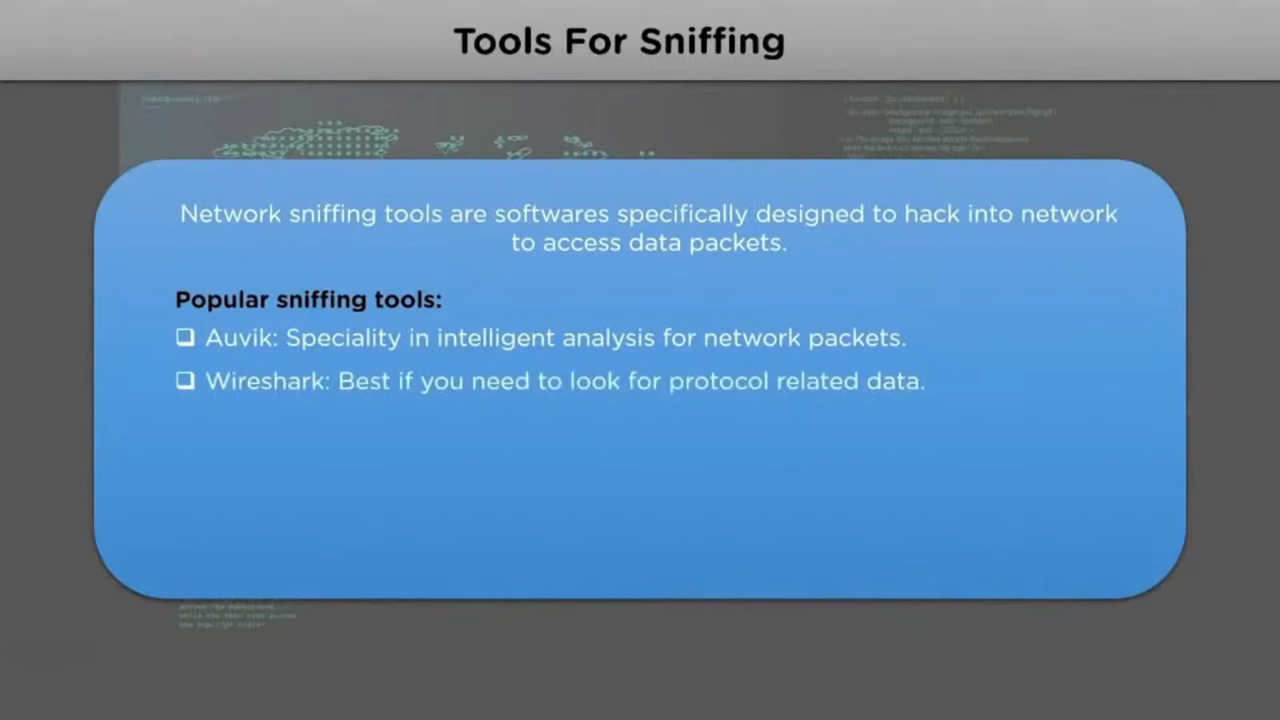 Tools For Sniffing
Network sniffing tools are softwares specifically designed to hack into network
to access data packets.
Popular sniffing tools:
❑ Auvik: Speciality in intelligent analysis for network packets.
❑ Wireshark: Best if you need to look for protocol related data.